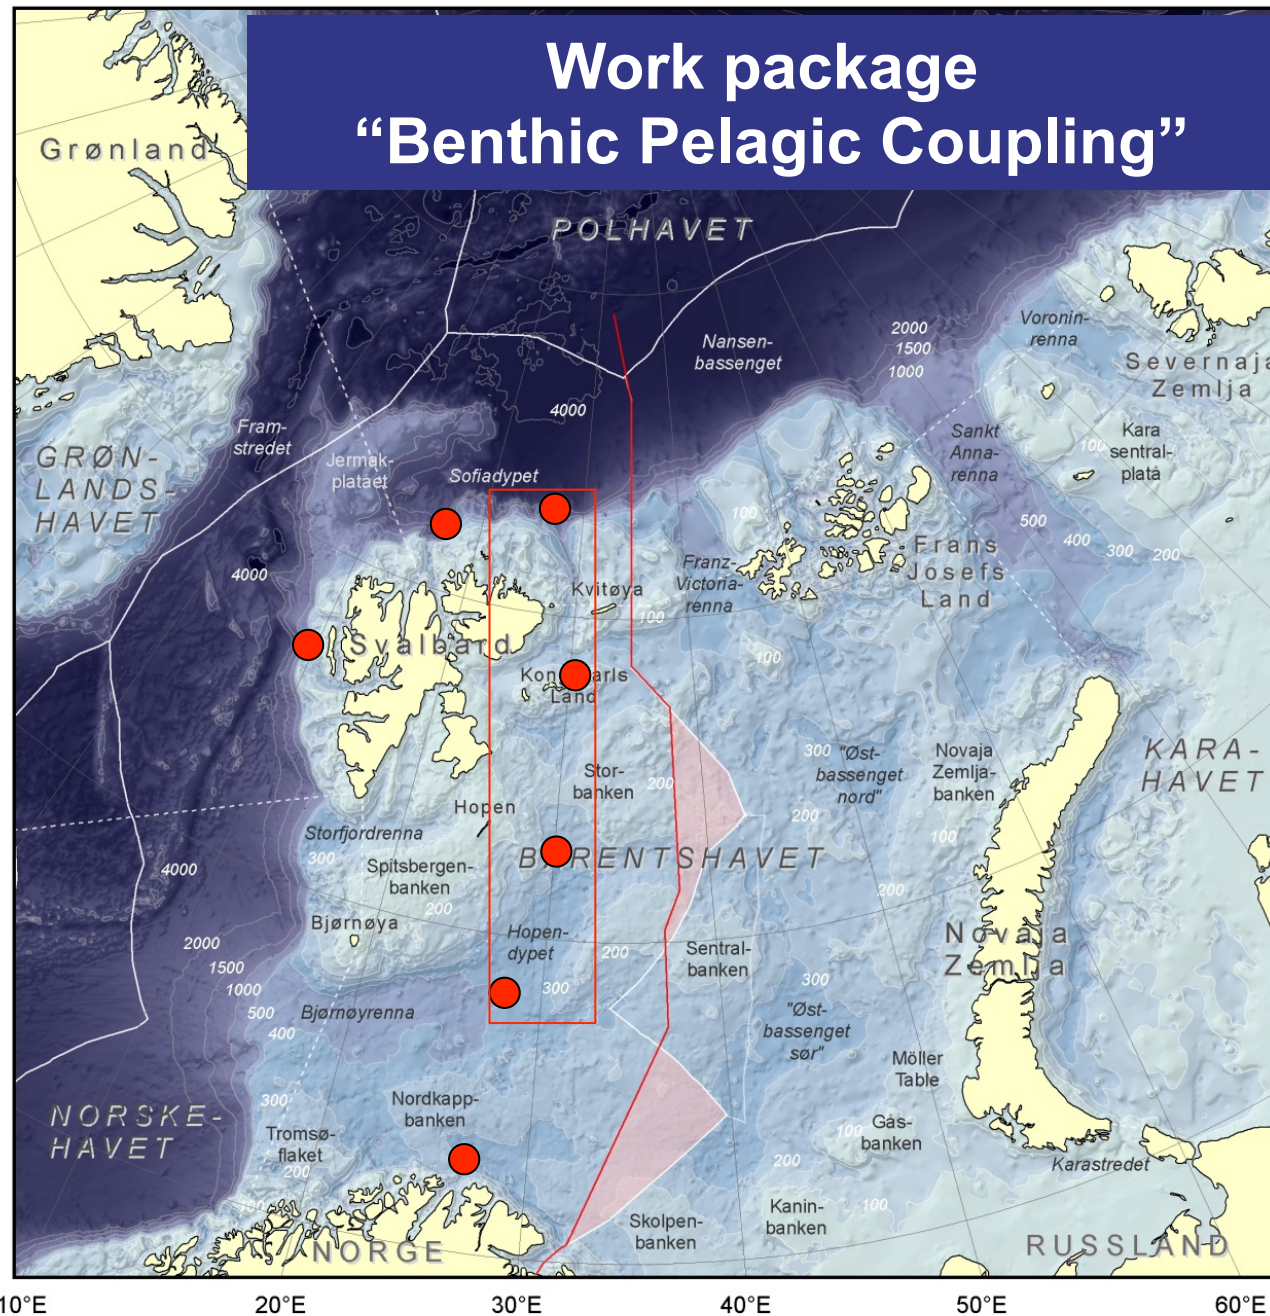 Work package
“Benthic Pelagic Coupling”
Grønland
POLHAVET
Nansen-
bassenget
2000
1500
1000
Voronin-
renna
Severnaja
Zemlja
4000
Fram-
stredet
Jermak-
platået
Sofiadypet
GRØN-
LANDS-
HAVET
Sankt
Anna-
renna
Kara
sentral-
platå
100
100
500
400
300
200
Frans
Josefs
Land
Franz-
Victoria-
renna
4000
Kvitøya
100
Svalbard
100
Kon
arls
Land
Stor-
banken
200
300
"Øst-
bassenget
nord"
200
Novaja
Zemlja-
banken
100
KARA-
HAVET
Hopen
Storfjordrenna
300
Spitsbergen-
banken
200
4000
B
RENTSHAVET
200
Bjørnøya
Hopen-
dypet
200
300
Sentral-
banken
Novaja
Zemlja
2000
1500
1000
500
400
Bjørnøyrenna
300
"Øst-
bassenget
sør"
Möller
Table
NORSKE-
HAVET
300
Nordkapp-
banken
Tromsø-
flaket
200
100
Gås-
banken
200
Karastredet
Kanin-
banken
100
Skolpen-
banken
NORGE
RUSSLAND
10°E
20°E
30°E
40°E
50°E
60°E